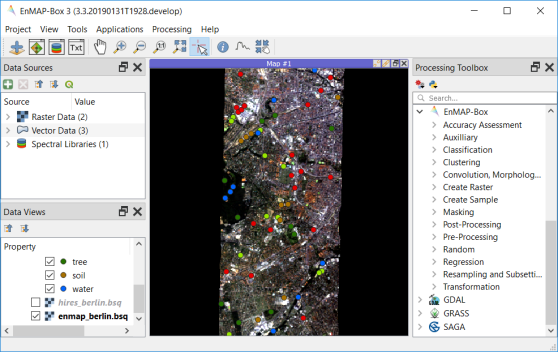 EnMAP-Box 3 (3.3.20190131T1928.develop)
Project View Tools Applications Processing Help
Txt
Data Sources
Source Value
Raster Data (2)
Vector Data (3)
Spectral Libraries (1)
Data Views
Property
tree
soil
water
hires_berlin.bsq
enmap_berlin.bsq
Map #1
Processing Toolbox
Search...
EnMAP-Box
Accuracy Assessment
Auxilliary
Classification
Clustering
Convolution, Morpholog...
Create Raster
Create Sample
Masking
Post-Processing
Pre-Processing
Random
Regression
Resampling and Subsetti...
Transformation
GDAL
GRASS
SAGA